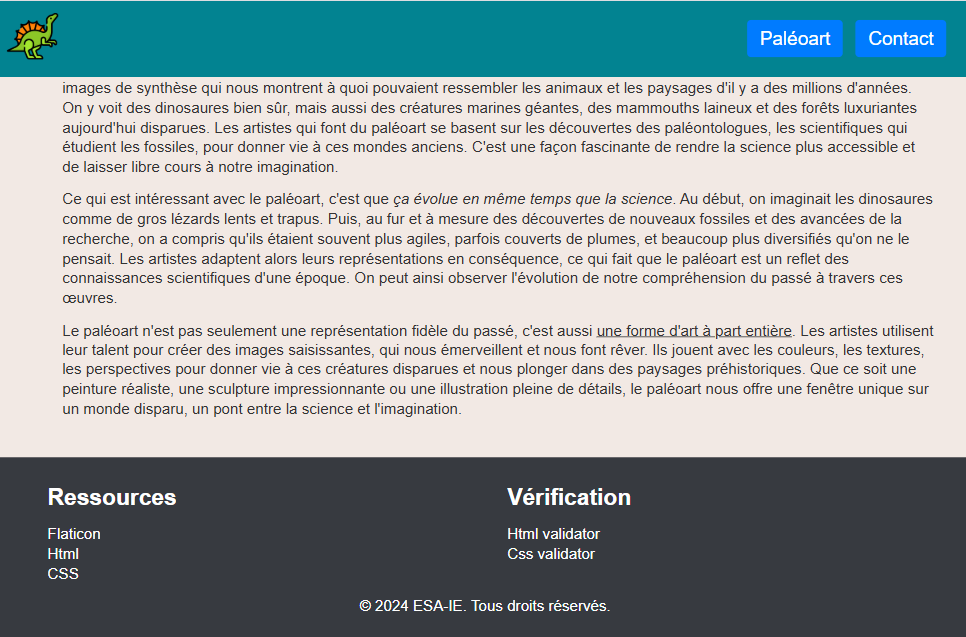 Paléoart
Contact
images de synthèse qui nous montrent à quoi pouvaient ressembler les animaux et les paysages d'il y a des millions d'années.
On y voit des dinosaures bien sûr, mais aussi des créatures marines géantes, des mammouths laineux et des forêts luxuriantes
aujourd'hui disparues. Les artistes qui font du paléoart se basent sur les découvertes des paléontologues, les scientifiques qui
étudient les fossiles, pour donner vie à ces mondes anciens. C'est une façon fascinante de rendre la science plus accessible et
de laisser libre cours à notre imagination.
Ce qui est intéressant avec le paléoart, c'est que ça évolue en même temps que la science. Au début, on imaginait les dinosaures
comme de gros lézards lents et trapus. Puis, au fur et à mesure des découvertes de nouveaux fossiles et des avancées de la
recherche, on a compris qu'ils étaient souvent plus agiles, parfois couverts de plumes, et beaucoup plus diversifiés qu'on ne le
pensait. Les artistes adaptent alors leurs représentations en conséquence, ce qui fait que le paléoart est un reflet des
connaissances scientifiques d'une époque. On peut ainsi observer l'évolution de notre compréhension du passé à travers ces
œuvres.
Le paléoart n'est pas seulement une représentation fidèle du passé, c'est aussi une forme d'art à part entière. Les artistes utilisent
leur talent pour créer des images saisissantes, qui nous émerveillent et nous font rêver. Ils jouent avec les couleurs, les textures,
les perspectives pour donner vie à ces créatures disparues et nous plonger dans des paysages préhistoriques. Que ce soit une
peinture réaliste, une sculpture impressionnante ou une illustration pleine de détails, le paléoart nous offre une fenêtre unique sur
un monde disparu, un pont entre la science et l'imagination.
Ressources
Flaticon
Html
CSS
Vérification
Html validator
Css validator
© 2024 ESA-IE. Tous droits réservés.